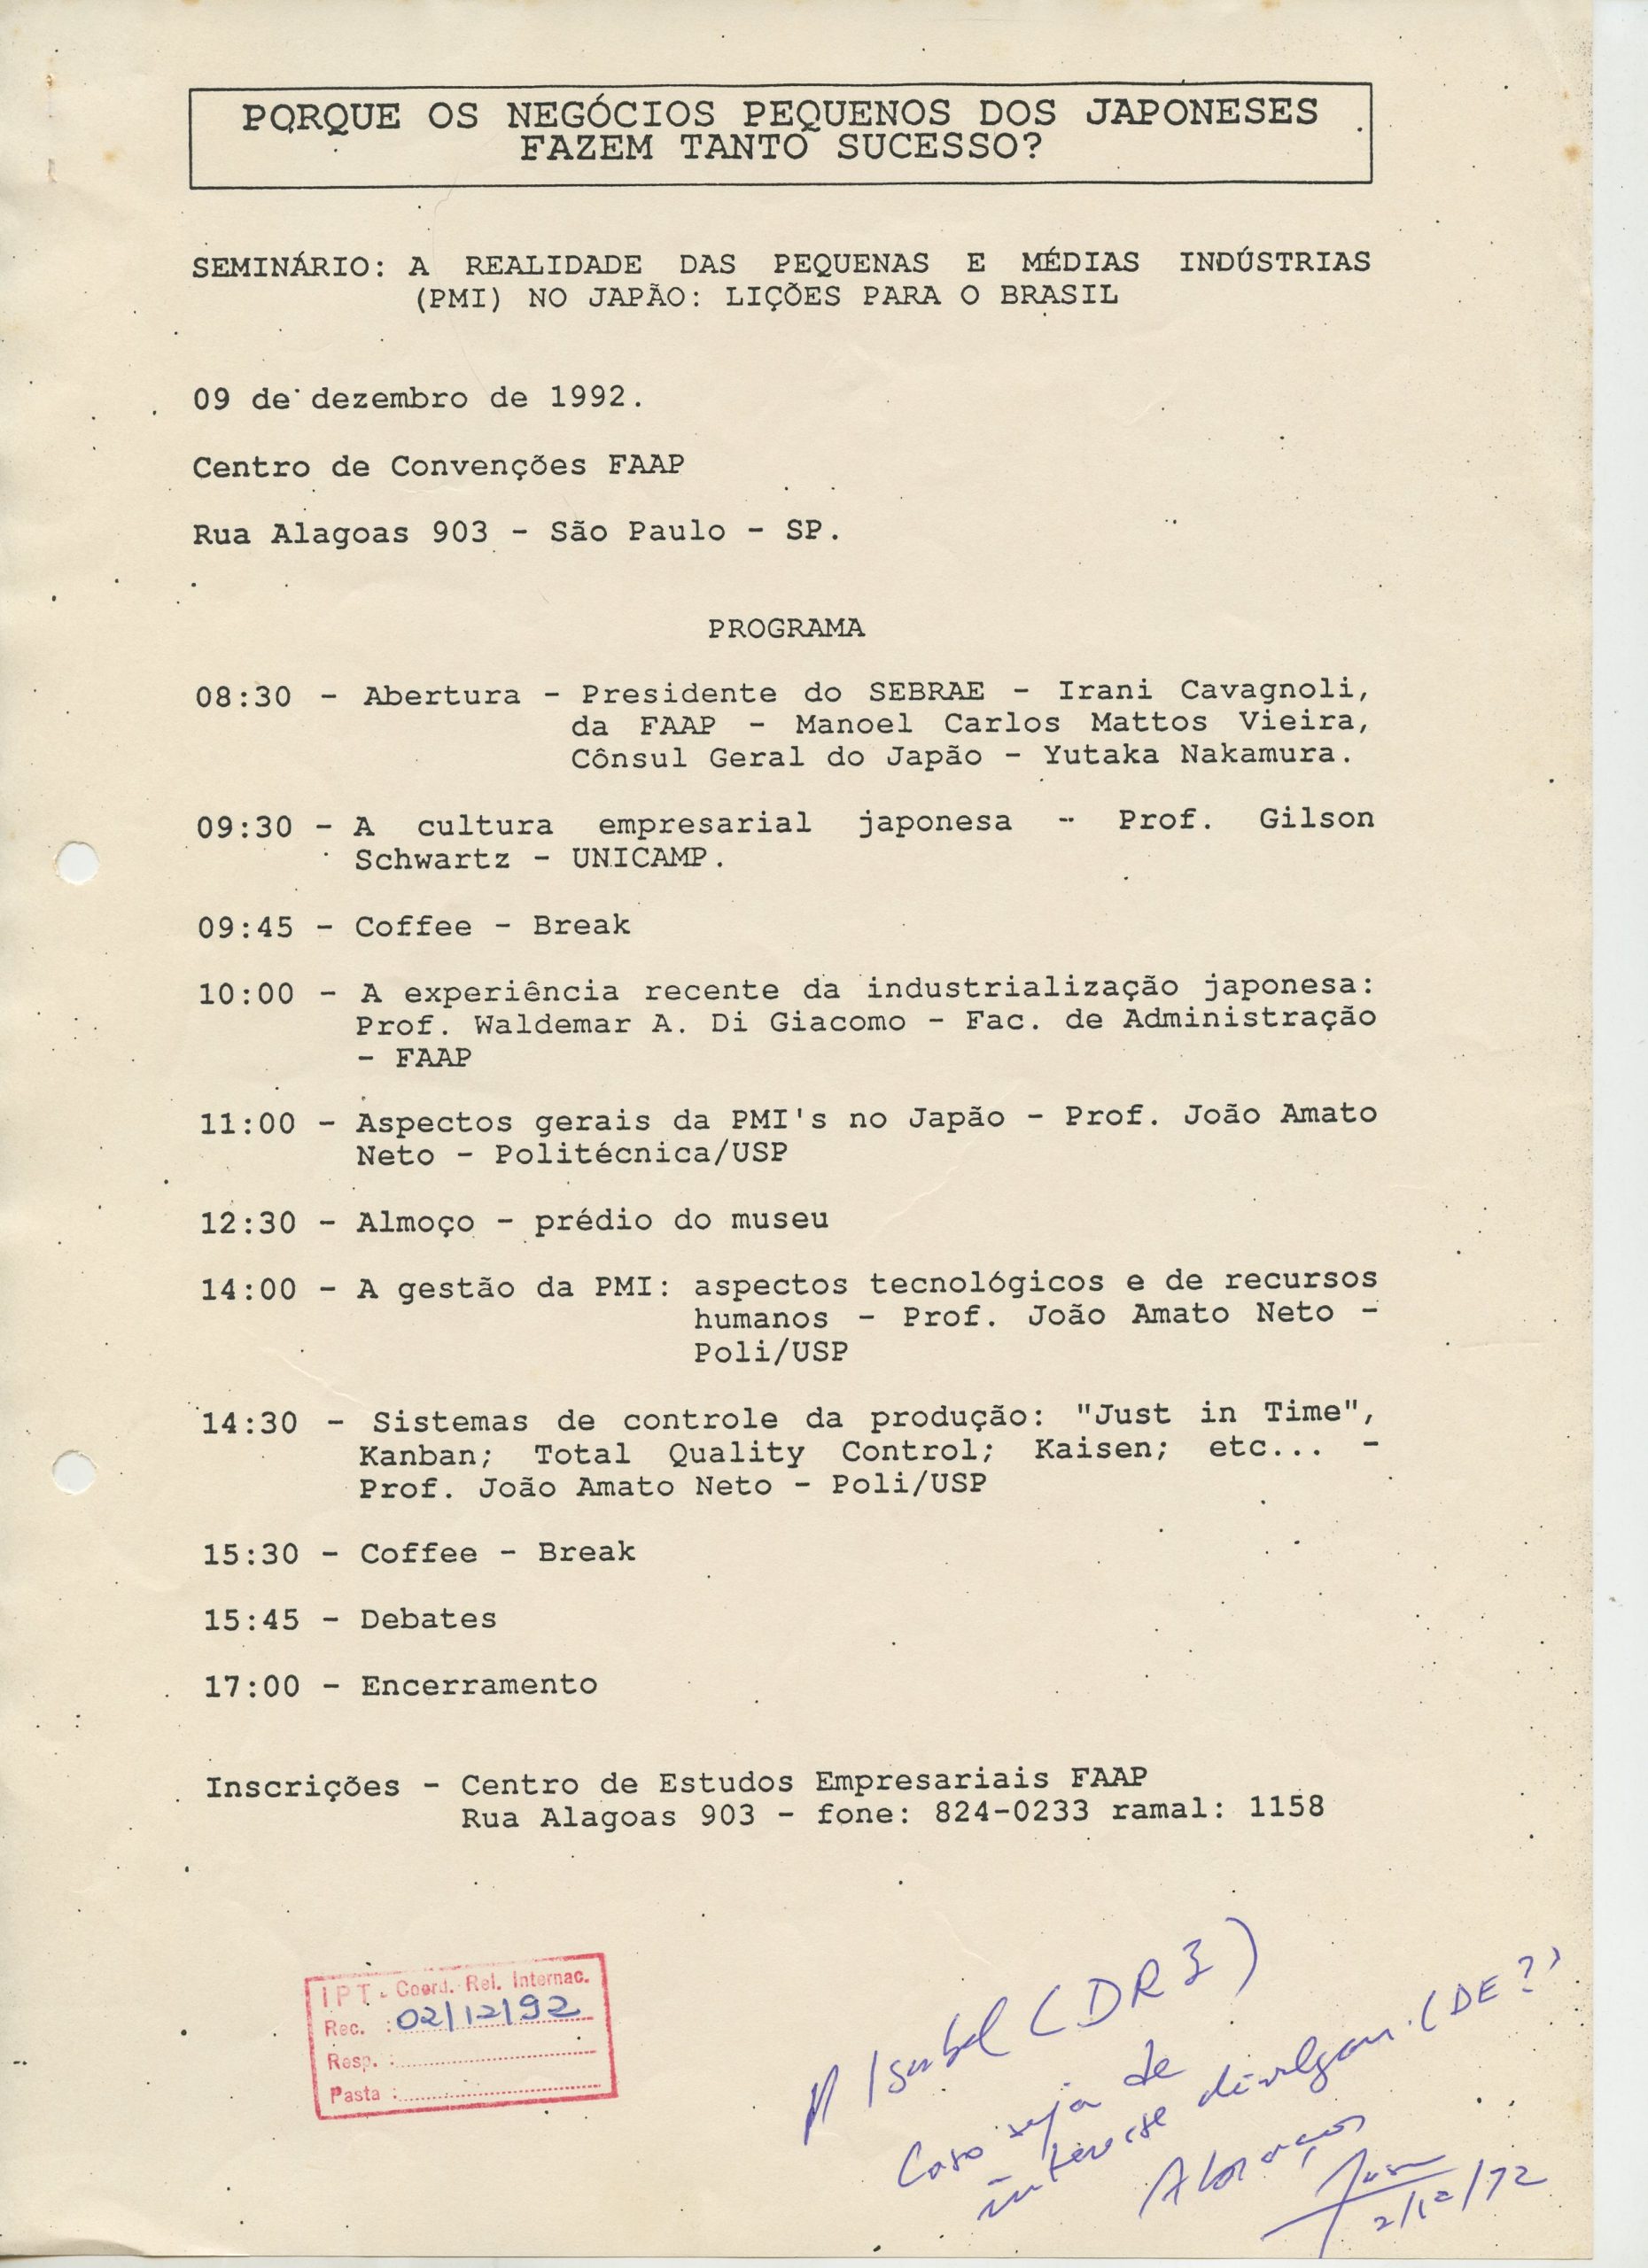 PORQUE OS NEGÓCIOS PEQUENOS DOS JAPONESES
FAZEM TANTO SUCESSO?
SEMINÁRIO: A REALIDADE DAS PEQUENAS E MÉDIAS INDÚSTRIAS
(PMI) NO JAPÃO: LIÇÕES PARA O BRASIL
09 de dezembro de 1992.
Centro de Convenções FAAP
Rua Alagoas 903 - São Paulo - SP.
PROGRAMA
08:30 - Abertura - Presidente do SEBRAE - Irani Cavagnoli,
da FAAP - Manoel Carlos Mattos Vieira,
Cônsul Geral do Japão - Yutaka Nakamura.
09:30 - A cultura empresarial japonesa - Prof. Gilson
Schwartz - UNICAMP.
09:45 - Coffee - Break
10:00 - A experiência recente da industrialização japonesa:
Prof. Waldemar A. Di Giacomo - Fac. de Administração
- FAAP
11:00 - Aspectos gerais da PMI's no Japão - Prof. João Amato
Neto - Politécnica/USP
12:30 - Almoço - prédio do museu
14:00 - A gestão da PMI: aspectos tecnológicos e de recursos
humanos - Prof. João Amato Neto -
Poli/USP
14:30 - Sistemas de controle da produção: "Just in Time",
Kanban; Total Quality Control; Kaisen; etc... -
Prof. João Amato Neto - Poli/USP
15:30 - Coffee - Break
15:45 - Debates
17:00 - Encerramento
Inscrições - Centro de Estudos Empresariais FAAP
Rua Alagoas 903 - fone: 824-0233 ramal: 1158
IPT - Coord. Rel. Internac.
Rec. : 02/12/92
Resp. :
Pasta :
P/ Isabel (DR3)
Caso seja de
interesse divulgar. (DE?)
Abraços
2/12/92